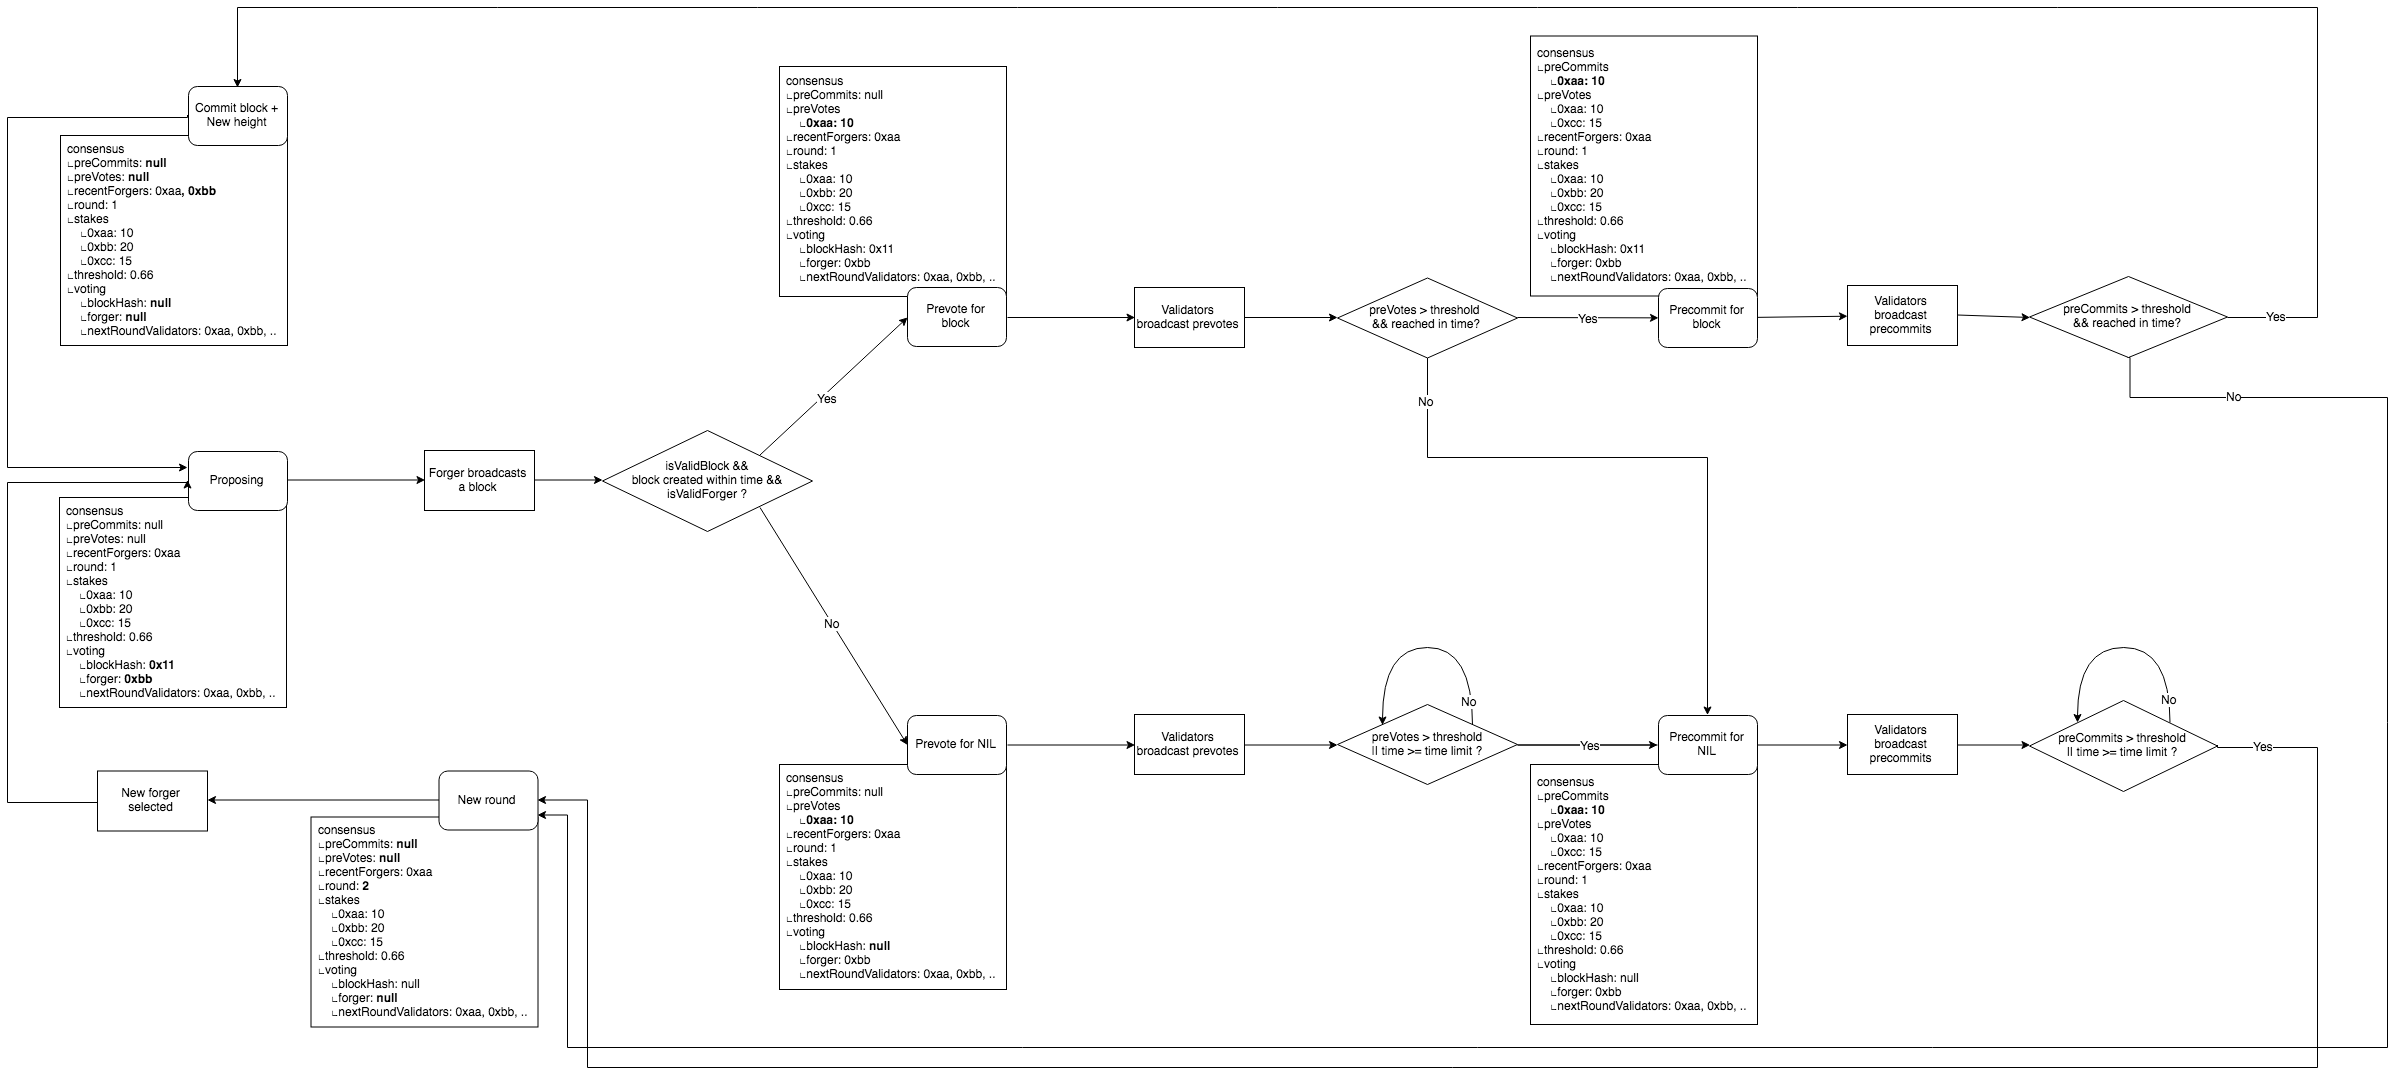 Commit block +
New height
consensus
∟preCommits: null
∟preVotes: null
∟recentForgers: 0xaa, 0xbb
∟round: 1
∟stakes
∟0xaa: 10
∟0xbb: 20
∟0xcc: 15
∟threshold: 0.66
∟voting
∟blockHash: null
∟forger: null
∟nextRoundValidators: 0xaa, 0xbb, ..
Proposing
consensus
∟preCommits: null
∟preVotes: null
∟recentForgers: 0xaa
∟round: 1
∟stakes
∟0xaa: 10
∟0xbb: 20
∟0xcc: 15
∟threshold: 0.66
∟voting
∟blockHash: 0x11
∟forger: 0xbb
∟nextRoundValidators: 0xaa, 0xbb, ..
Forger broadcasts
a block
isValidBlock &&
block created within time &&
isValidForger ?
Yes
No
consensus
∟preCommits: null
∟preVotes
∟0xaa: 10
∟recentForgers: 0xaa
∟round: 1
∟stakes
∟0xaa: 10
∟0xbb: 20
∟0xcc: 15
∟threshold: 0.66
∟voting
∟blockHash: 0x11
∟forger: 0xbb
∟nextRoundValidators: 0xaa, 0xbb, ..
Prevote for
block
Validators
broadcast prevotes
preVotes > threshold
&& reached in time?
Yes
No
consensus
∟preCommits
∟0xaa: 10
∟preVotes
∟0xaa: 10
∟0xcc: 15
∟recentForgers: 0xaa
∟round: 1
∟stakes
∟0xaa: 10
∟0xbb: 20
∟0xcc: 15
∟threshold: 0.66
∟voting
∟blockHash: 0x11
∟forger: 0xbb
∟nextRoundValidators: 0xaa, 0xbb, ..
Precommit for
block
Validators
broadcast
precommits
preCommits > threshold
&& reached in time?
Yes
No
Prevote for NIL
consensus
∟preCommits: null
∟preVotes
∟0xaa: 10
∟recentForgers: 0xaa
∟round: 1
∟stakes
∟0xaa: 10
∟0xbb: 20
∟0xcc: 15
∟threshold: 0.66
∟voting
∟blockHash: null
∟forger: 0xbb
∟nextRoundValidators: 0xaa, 0xbb, ..
Validators
broadcast prevotes
preVotes > threshold
|| time >= time limit ?
No
Yes
Precommit for
NIL
consensus
∟preCommits
∟0xaa: 10
∟preVotes
∟0xaa: 10
∟0xcc: 15
∟recentForgers: 0xaa
∟round: 1
∟stakes
∟0xaa: 10
∟0xbb: 20
∟0xcc: 15
∟threshold: 0.66
∟voting
∟blockHash: null
∟forger: 0xbb
∟nextRoundValidators: 0xaa, 0xbb, ..
Validators
broadcast
precommits
preCommits > threshold
|| time >= time limit ?
No
Yes
New round
consensus
∟preCommits: null
∟preVotes: null
∟recentForgers: 0xaa
∟round: 2
∟stakes
∟0xaa: 10
∟0xbb: 20
∟0xcc: 15
∟threshold: 0.66
∟voting
∟blockHash: null
∟forger: null
∟nextRoundValidators: 0xaa, 0xbb, ..
New forger
selected